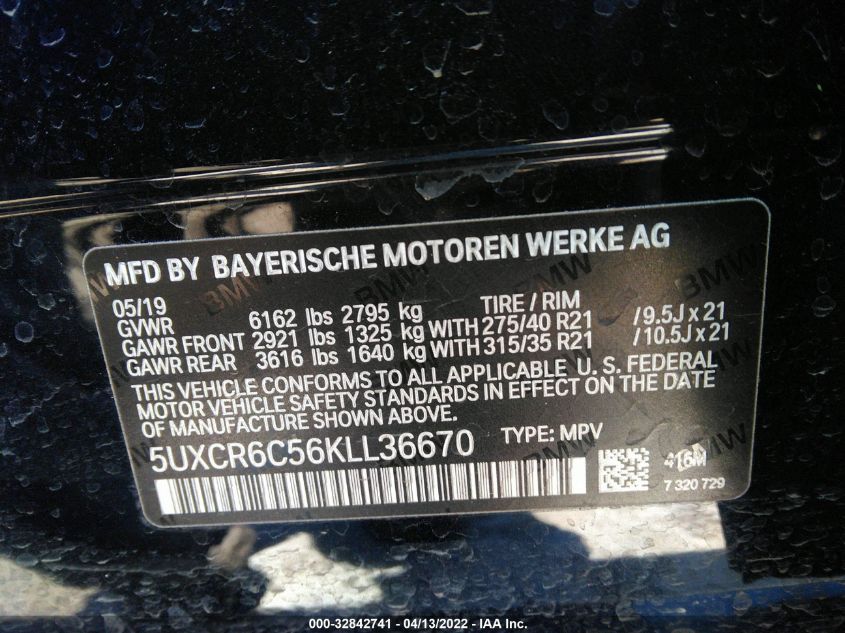 MFD BY BAYERISCHE MOTOREN WERKE AG
05/19 TIRE / RIM
GVWR 6162 lbs 2795 kg
GAWR FRONT 2921 lbs 1325 kg WITH 275/40 R21 /9.5J x 21
GAWR REAR 3616 lbs 1640 kg WITH 315/35 R21 /10.5J x 21
THIS VEHICLE CONFORMS TO ALL APPLICABLE U. S. FEDERAL
MOTOR VEHICLE SAFETY STANDARDS IN EFFECT ON THE DATE
OF MANUFACTURE SHOWN ABOVE.
5UXCR6C56KLL36670 TYPE: MPV
416M
7 320 729
000-32842741 - 04/13/2022 - IAA Inc.